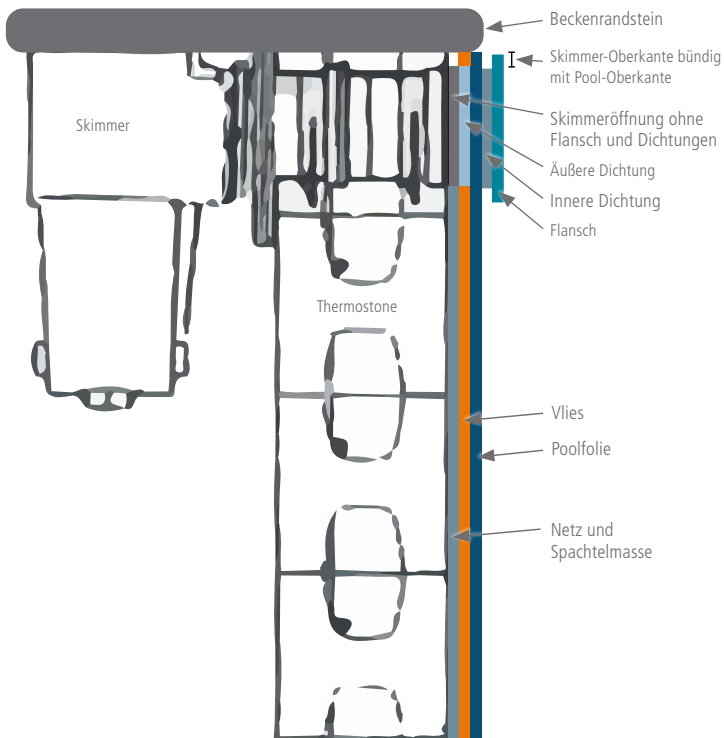 Beckenrandstein
Skimmer-Oberkante bündig
mit Pool-Oberkante
Skimmer
Skimmeröffnung ohne
Flansch und Dichtungen
Äußere Dichtung
Innere Dichtung
Flansch
Thermostone
Vlies
Poolfolie
Netz und
Spachtelmasse